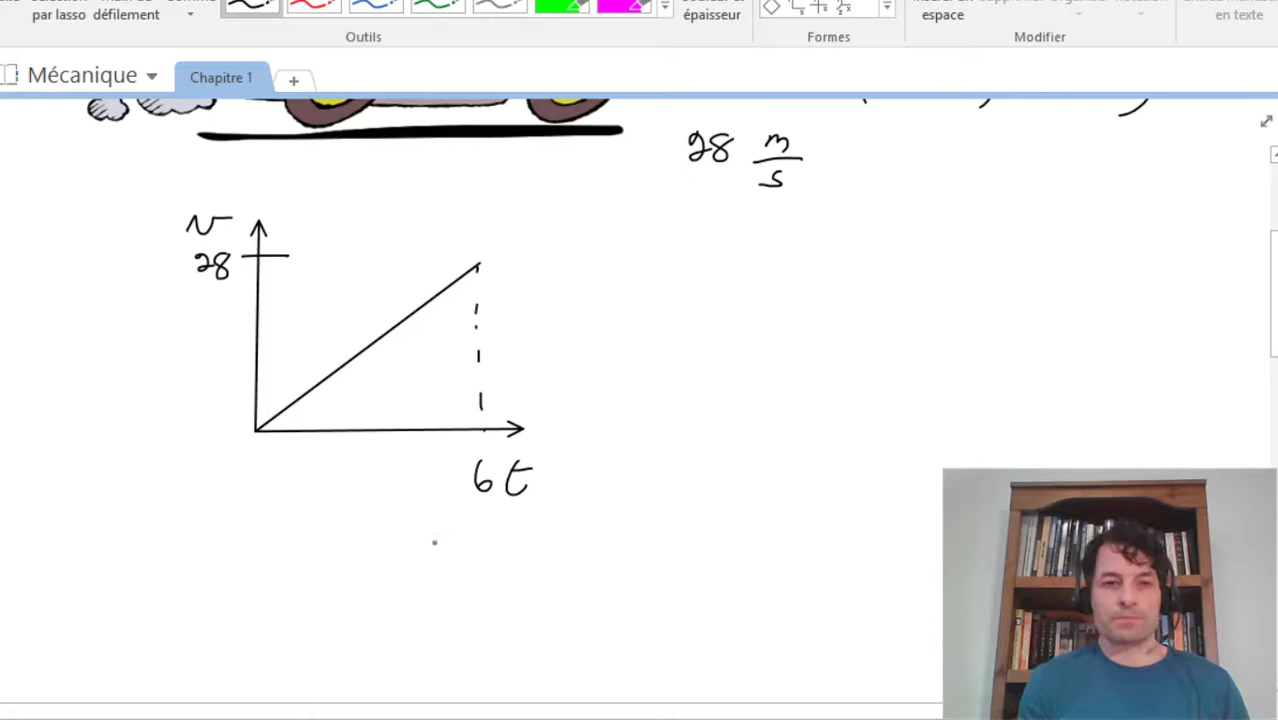 par lasso défilement épaisseur espace en texte
Outils Formes Modifier
Mécanique Chapitre 1
28 m/s
v
28
6 t